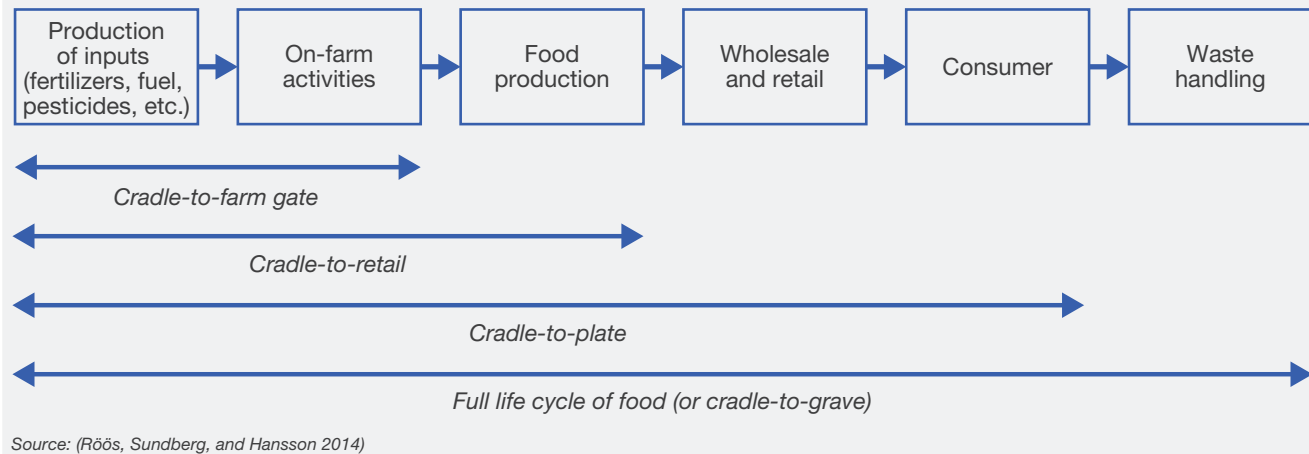 Production
of inputs
(fertilizers, fuel,
pesticides, etc.)
On-farm
activities
Food
production
Wholesale
and retail
Consumer
Waste
handling
Cradle-to-farm gate
Cradle-to-retail
Cradle-to-plate
Full life cycle of food (or cradle-to-grave)
Source: (Röös, Sundberg, and Hansson 2014)